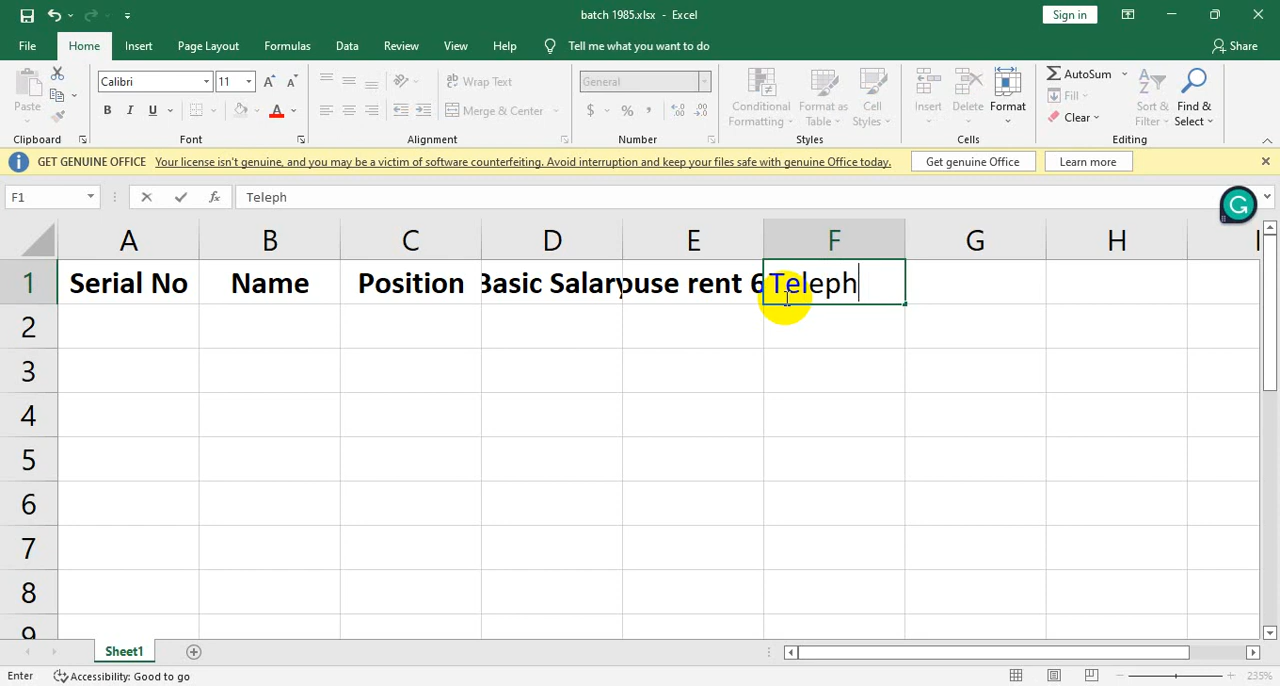 batch 1985.xlsx - Excel
Sign in
File Home Insert Page Layout Formulas Data Review View Help Tell me what you want to do Share
Paste
Calibri 11
B I U A
Wrap Text
Merge & Center
General
$ % ,
Conditional Formatting
Format as Table
Cell Styles
Insert Delete Format
AutoSum
Fill
Clear
Sort & Filter
Find & Select
Clipboard Font Alignment Number Styles Cells Editing
GET GENUINE OFFICE Your license isn't genuine, and you may be a victim of software counterfeiting. Avoid interruption and keep your files safe with genuine Office today. Get genuine Office Learn more
F1 fx Teleph
A B C D E F G H I
1 Serial No Name Position Basic Salary ouse rent 6 Teleph
2
3
4
5
6
7
8
9
Sheet1
Enter Accessibility: Good to go 235%